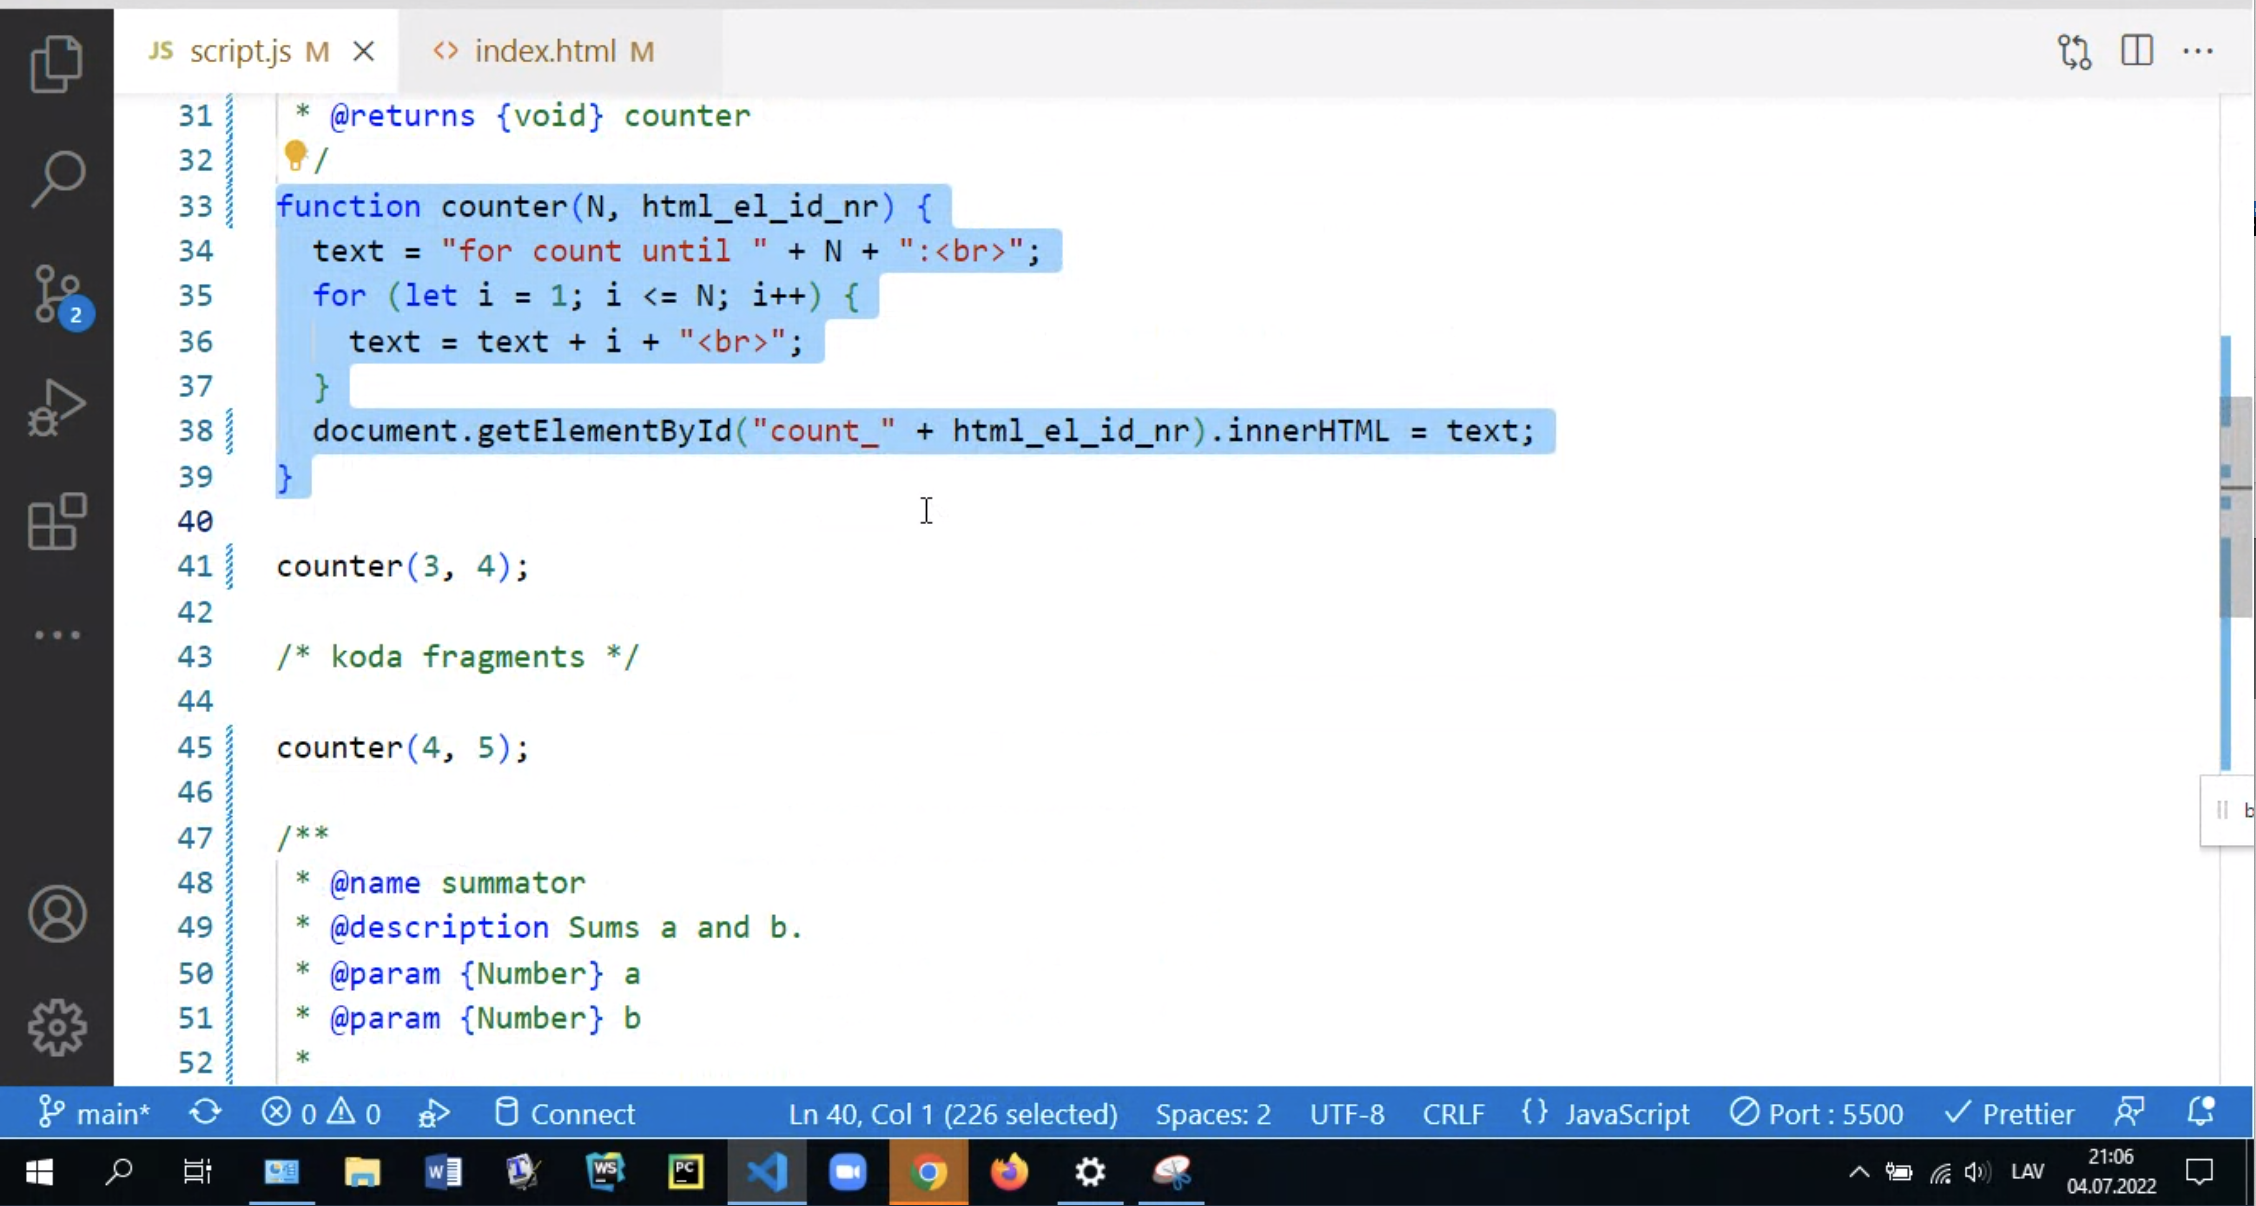 JS script.js M
<> index.html M
31 * @returns {void} counter
32 /
33 function counter(N, html_el_id_nr) {
34 text = "for count until " + N + ":<br>";
35 for (let i = 1; i <= N; i++) {
36 text = text + i + "<br>";
37 }
38 document.getElementById("count_" + html_el_id_nr).innerHTML = text;
39 }
40
41 counter(3, 4);
42
43 /* koda fragments */
44
45 counter(4, 5);
46
47 /**
48 * @name summator
49 * @description Sums a and b.
50 * @param {Number} a
51 * @param {Number} b
52 *
2
b
main* 0 0 Connect Ln 40, Col 1 (226 selected) Spaces: 2 UTF-8 CRLF {} JavaScript Port : 5500 Prettier
W WS PC LAV 21:06
04.07.2022